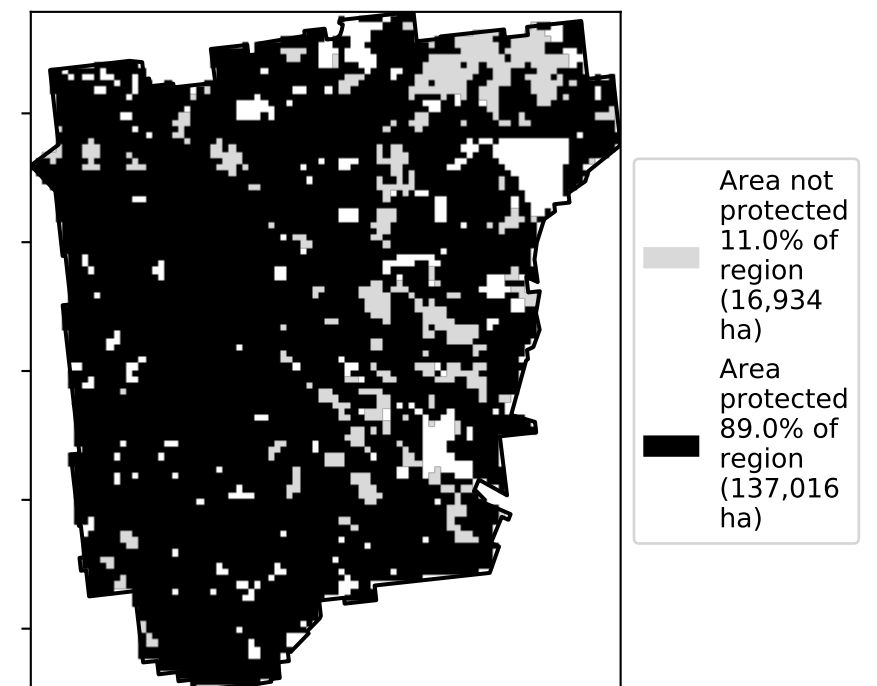 Area not
protected
11.0% of
region
(16,934
ha)
Area
protected
89.0% of
region
(137,016
ha)